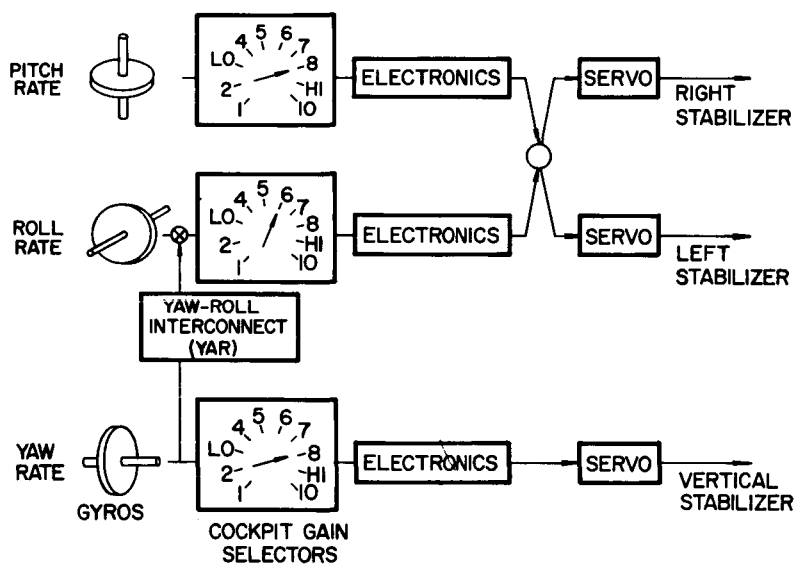 PITCH
RATE
1
2
LO
4
5
6
7
8
HI
10
ELECTRONICS
SERVO
RIGHT
STABILIZER
ROLL
RATE
1
2
LO
4
5
6
7
8
HI
10
ELECTRONICS
SERVO
LEFT
STABILIZER
YAW-ROLL
INTERCONNECT
(YAR)
YAW
RATE
GYROS
1
2
LO
4
5
6
7
8
HI
10
COCKPIT GAIN
SELECTORS
ELECTRONICS
SERVO
VERTICAL
STABILIZER